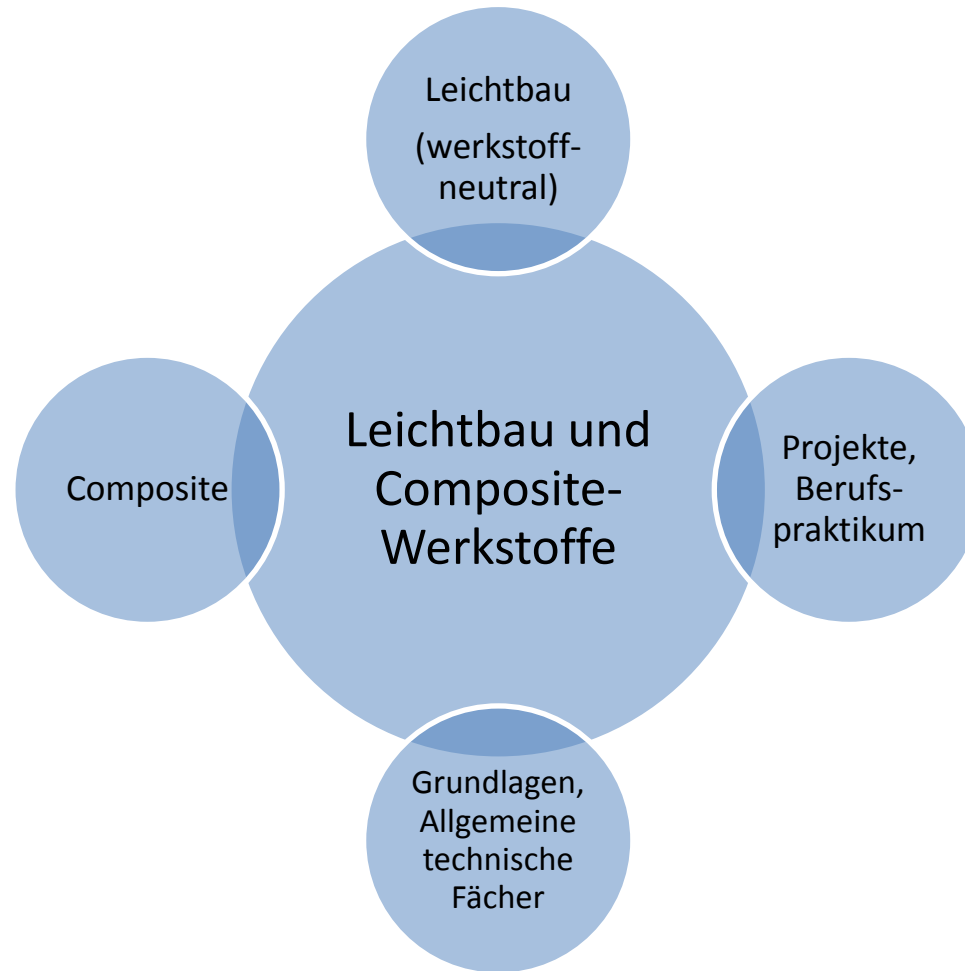 Leichtbau
(werkstoff-
neutral)
Leichtbau und
Composite-
Werkstoffe
Composite
Projekte,
Berufs-
praktikum
Grundlagen,
Allgemeine
technische
Fächer